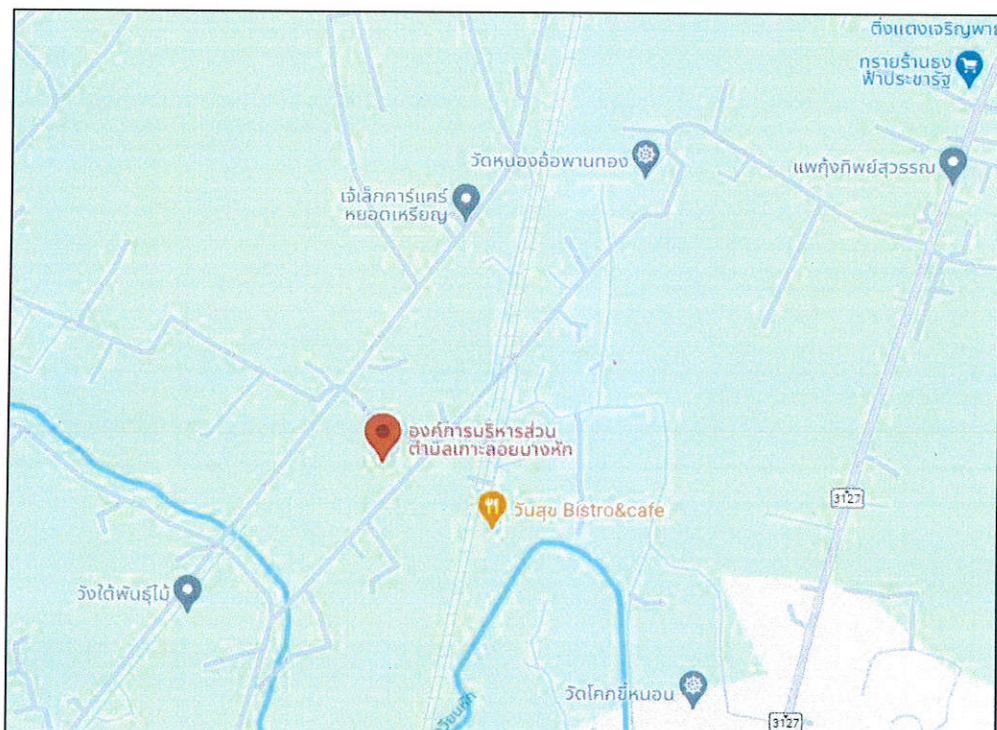 ติ่งแตงเจริญพา
ทรายร้านธง
ฟ้าประชารัฐ
วัดหนองอ้อพานทอง
แพกุ้งทิพย์สุวรรณ
เจ้เล็กคาร์แคร์
หยอดเหรียญ
องค์การบริหารส่วน
ตำบลเกาะลอยบางหัก
วันสุข Bistro&cafe
3127
วังใต้พันธุ์ไม้
วัดโคกขี้หนอน
3127